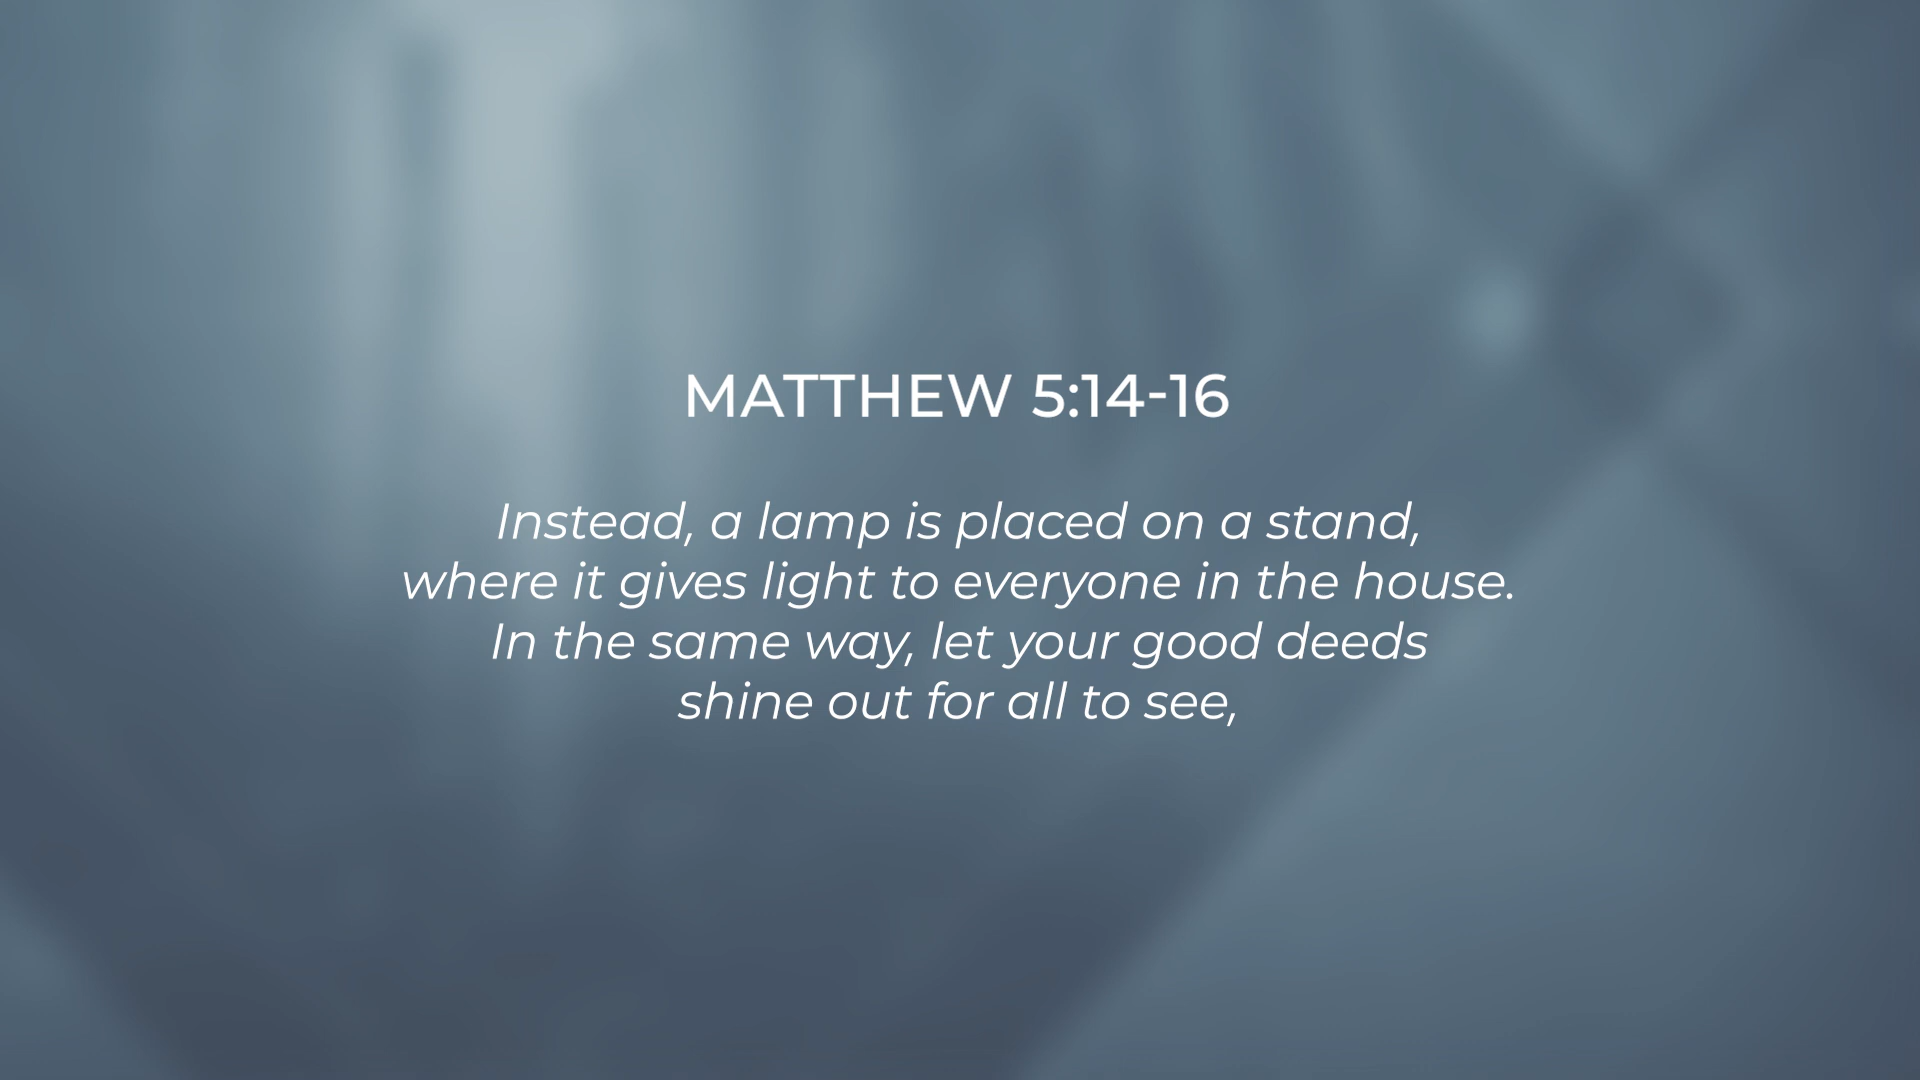 MATTHEW 5:14-16
Instead, a lamp is placed on a stand,
where it gives light to everyone in the house.
In the same way, let your good deeds
shine out for all to see,